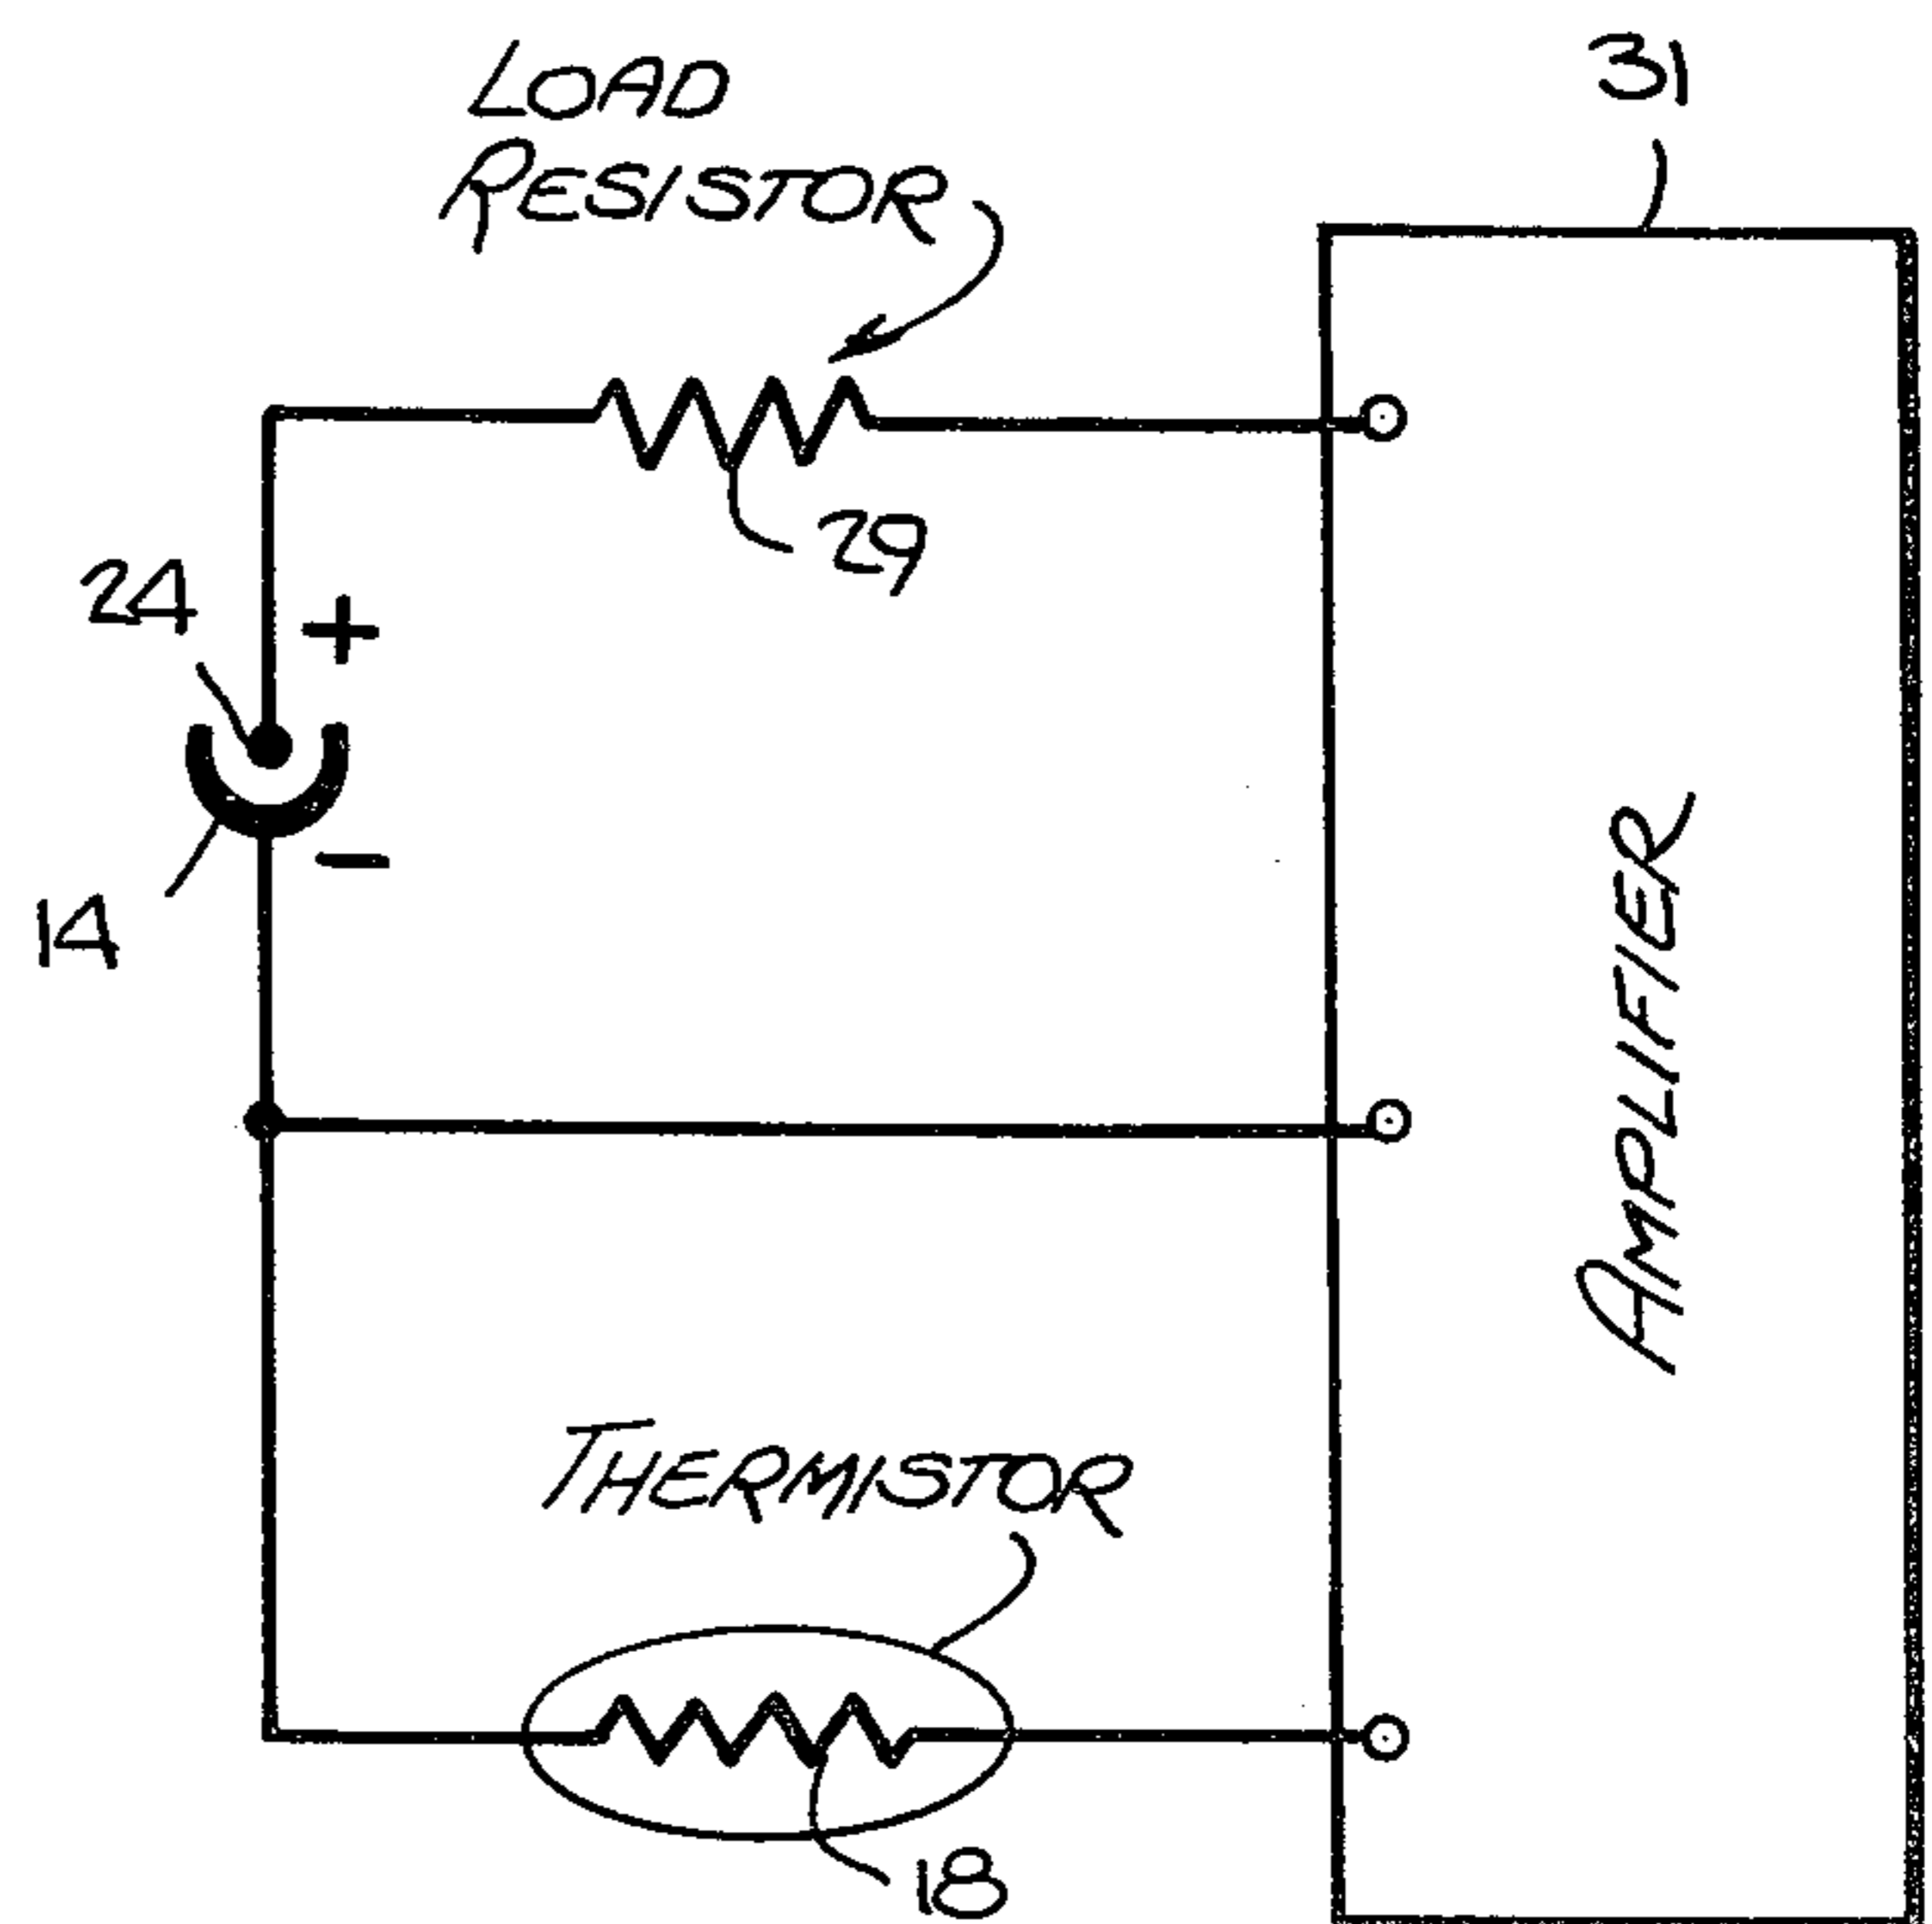 31
LOAD
RESISTOR
29
24
+
−
14
AMPLIFIER
THERMISTOR
18